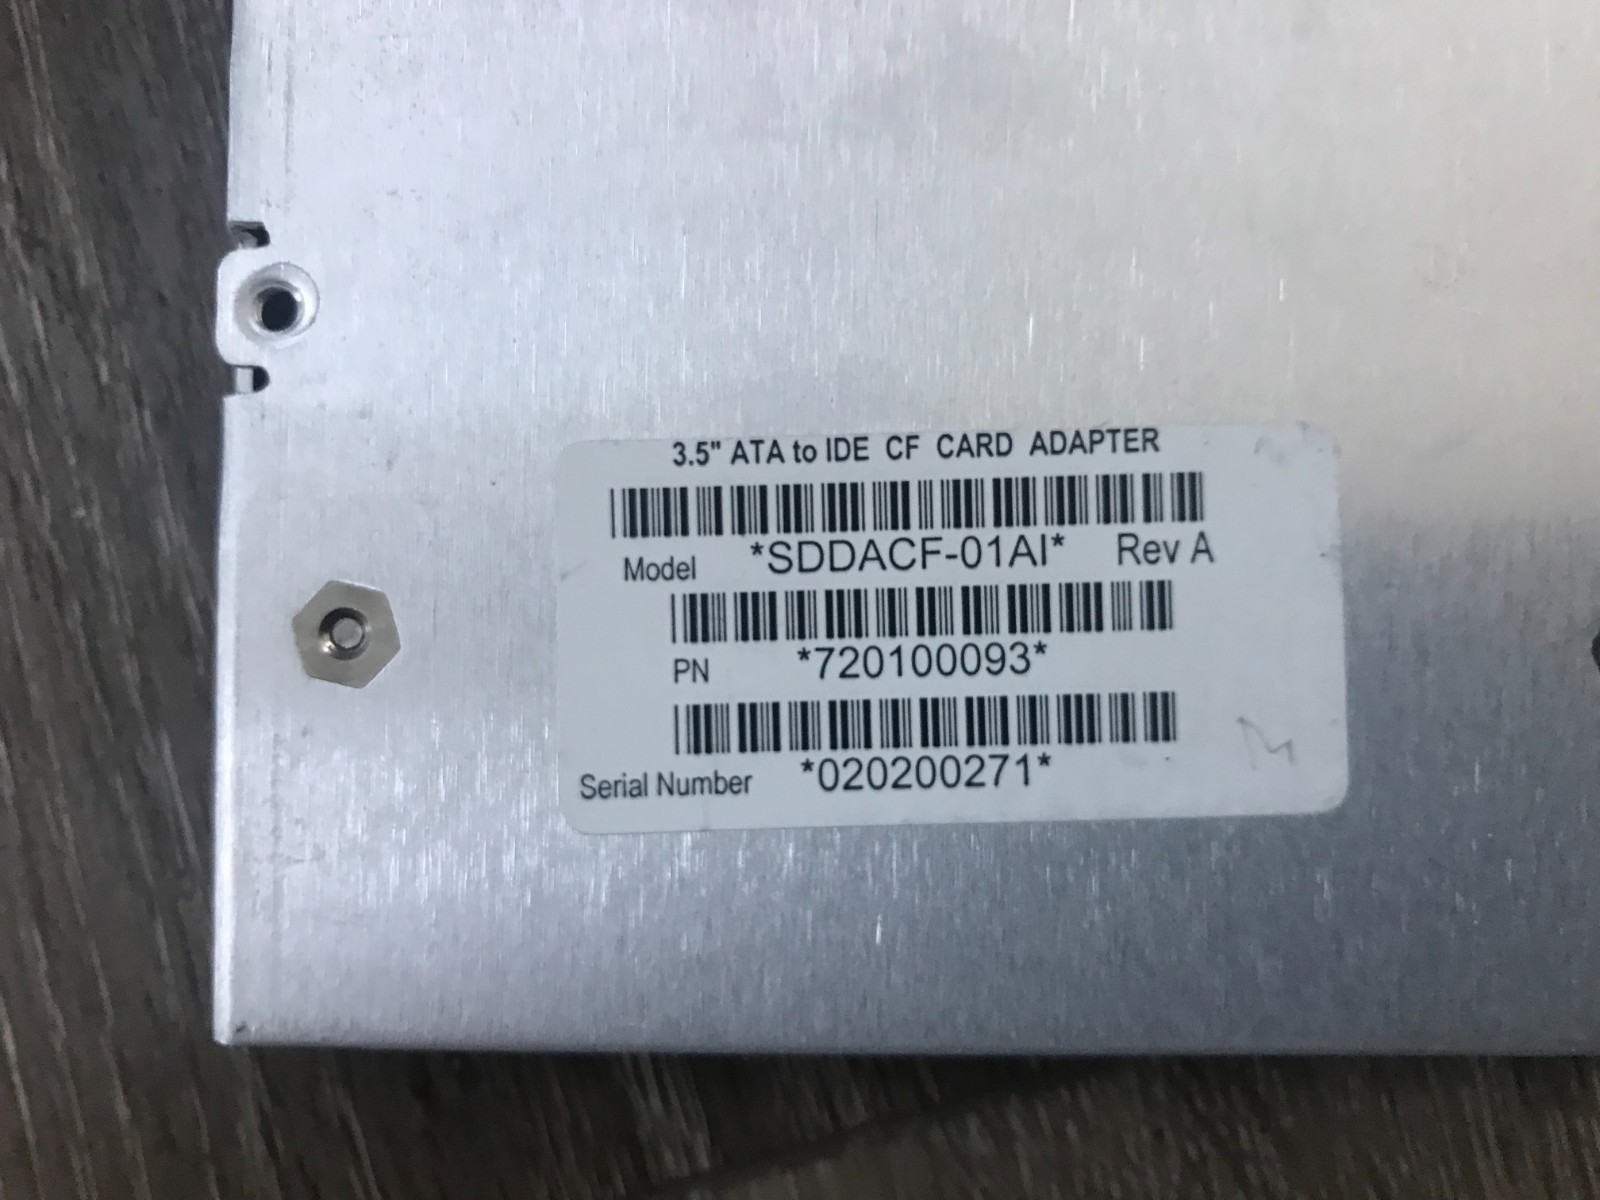 3.5" ATA to IDE CF CARD ADAPTER
Model *SDDACF-01AI* Rev A
PN *720100093*
Serial Number *020200271*
M